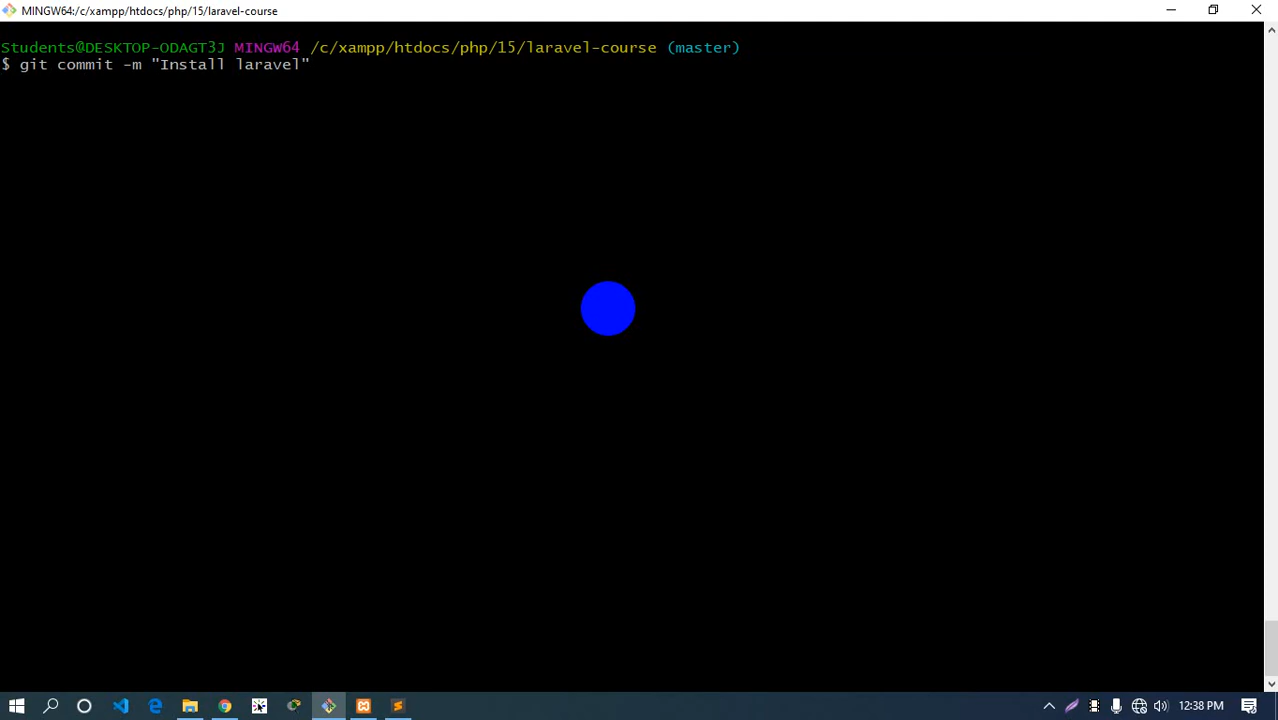 MINGW64:/c/xampp/htdocs/php/15/laravel-course
Students@DESKTOP-ODAGT3J MINGW64 /c/xampp/htdocs/php/15/laravel-course (master)
$ git commit -m "Install laravel"
12:38 PM